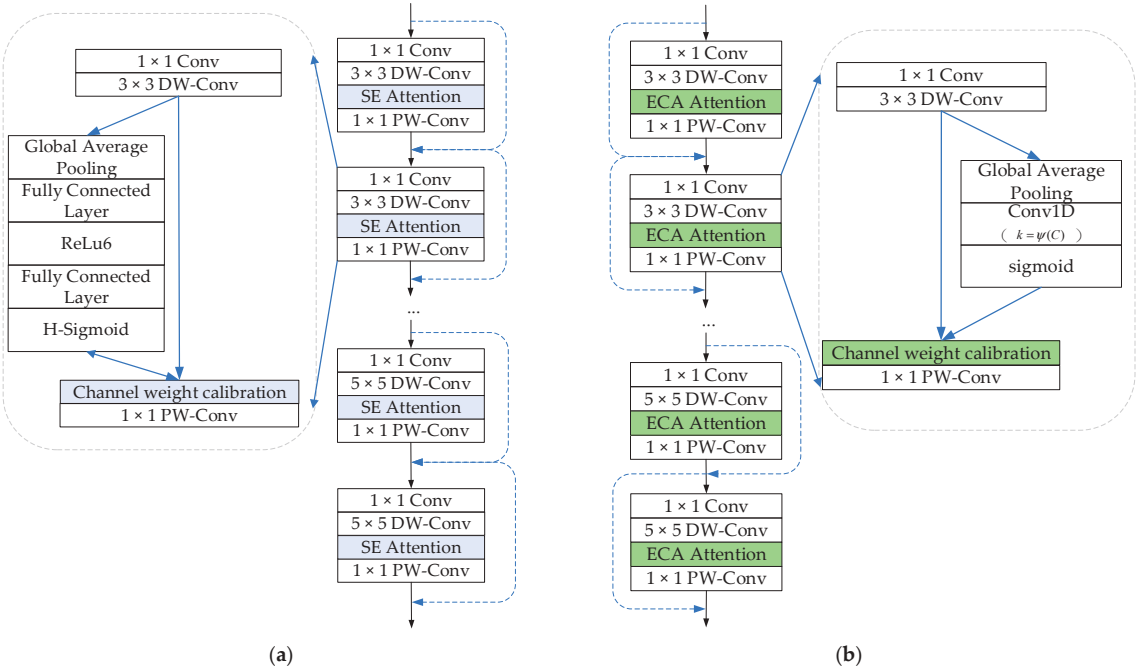 1 × 1 Conv
3 × 3 DW-Conv
Global Average
Pooling
Fully Connected
Layer
ReLu6
Fully Connected
Layer
H-Sigmoid
Channel weight calibration
1 × 1 PW-Conv
1 × 1 Conv
3 × 3 DW-Conv
SE Attention
1 × 1 PW-Conv
1 × 1 Conv
3 × 3 DW-Conv
SE Attention
1 × 1 PW-Conv
...
1 × 1 Conv
5 × 5 DW-Conv
SE Attention
1 × 1 PW-Conv
1 × 1 Conv
5 × 5 DW-Conv
SE Attention
1 × 1 PW-Conv
(a)
1 × 1 Conv
3 × 3 DW-Conv
ECA Attention
1 × 1 PW-Conv
1 × 1 Conv
3 × 3 DW-Conv
ECA Attention
1 × 1 PW-Conv
...
1 × 1 Conv
5 × 5 DW-Conv
ECA Attention
1 × 1 PW-Conv
1 × 1 Conv
5 × 5 DW-Conv
ECA Attention
1 × 1 PW-Conv
1 × 1 Conv
3 × 3 DW-Conv
Global Average
Pooling
Conv1D
( k = ψ(C) )
sigmoid
Channel weight calibration
1 × 1 PW-Conv
(b)